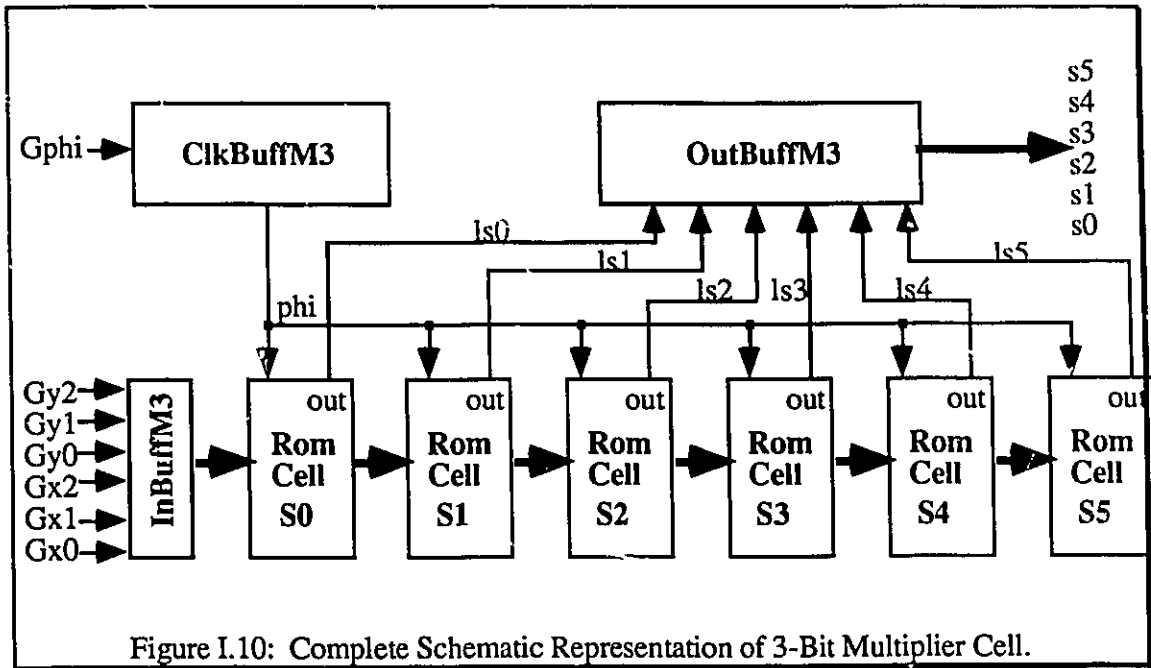 Gphi
ClkBuffM3
OutBuffM3
s5
s4
s3
s2
s1
s0
ls0
ls1
ls2
ls3
ls4
ls5
phi
Gy2
Gy1
Gy0
Gx2
Gx1
Gx0
InBuffM3
out
Rom
Cell
S0
out
Rom
Cell
S1
out
Rom
Cell
S2
out
Rom
Cell
S3
out
Rom
Cell
S4
out
Rom
Cell
S5
Figure I.10: Complete Schematic Representation of 3-Bit Multiplier Cell.